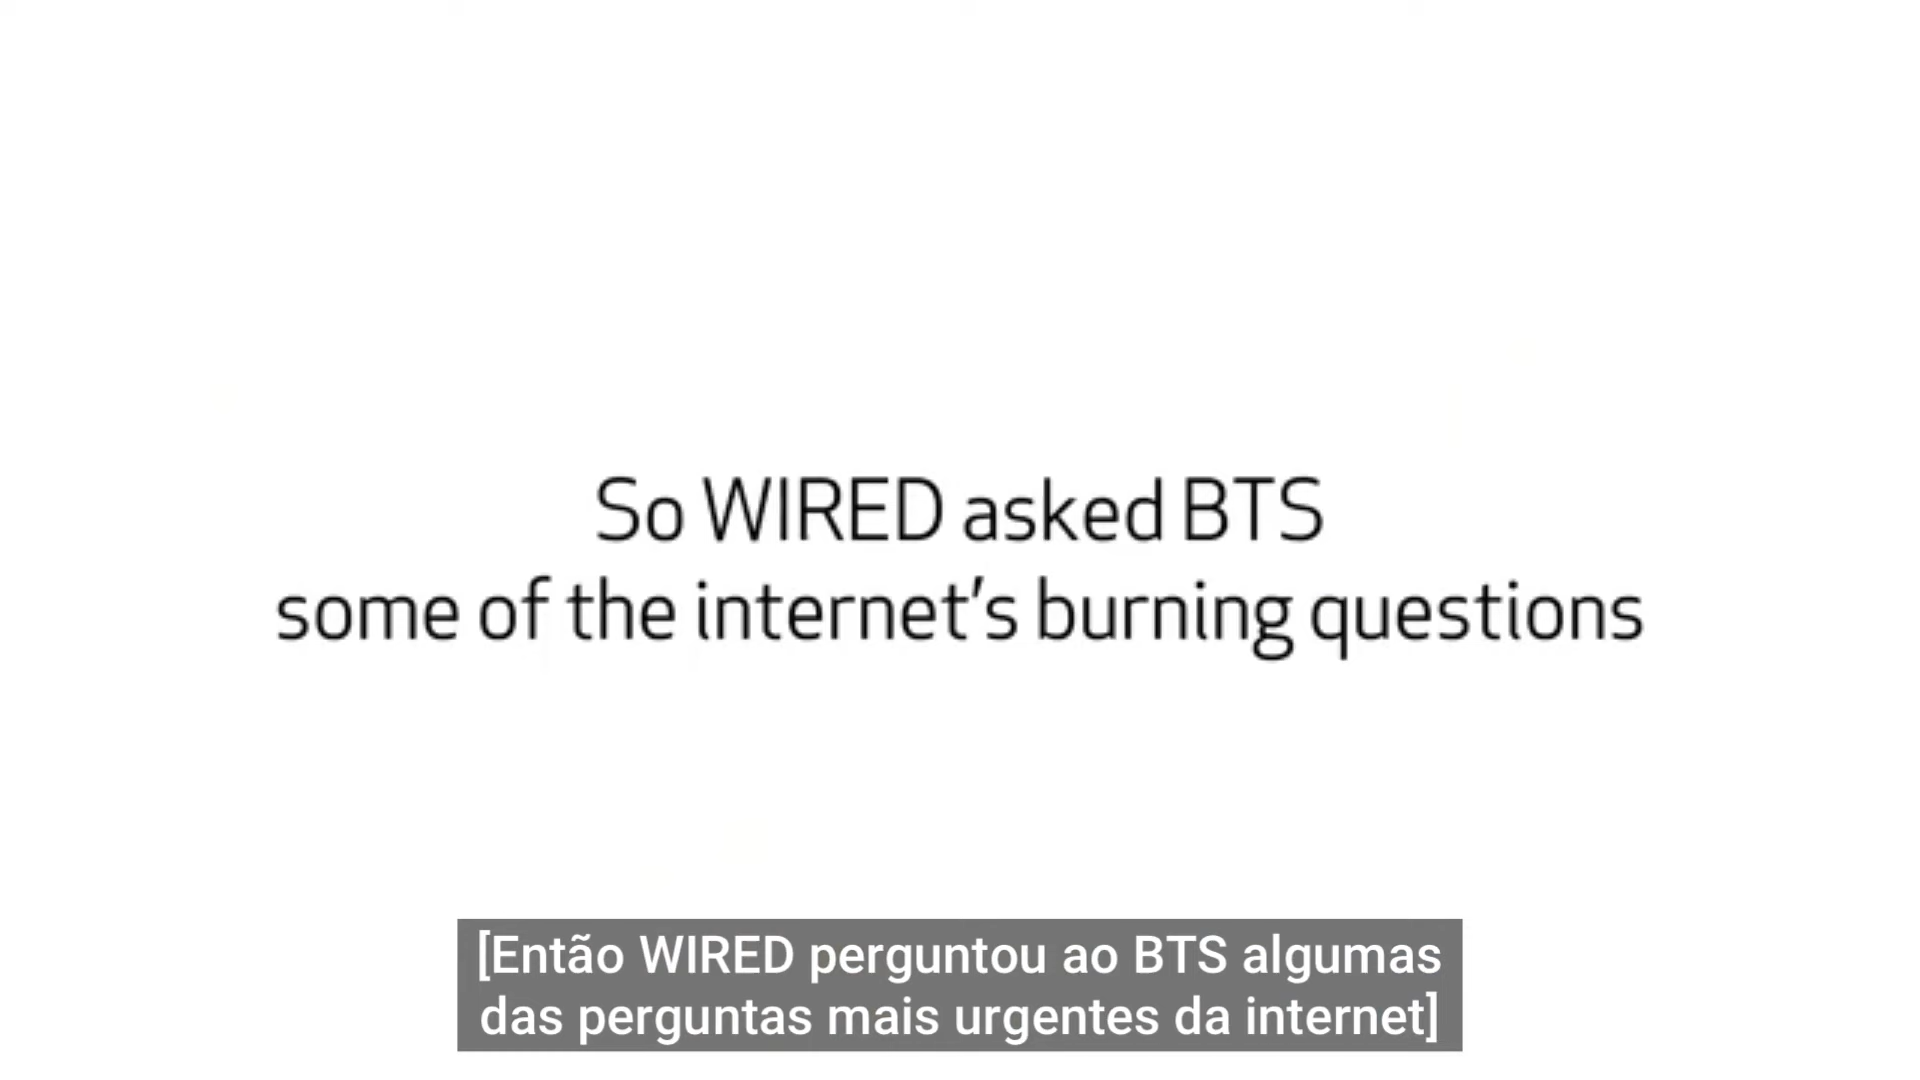 So WIRED asked BTS
some of the internet's burning questions
[Então WIRED perguntou ao BTS algumas
das perguntas mais urgentes da internet]